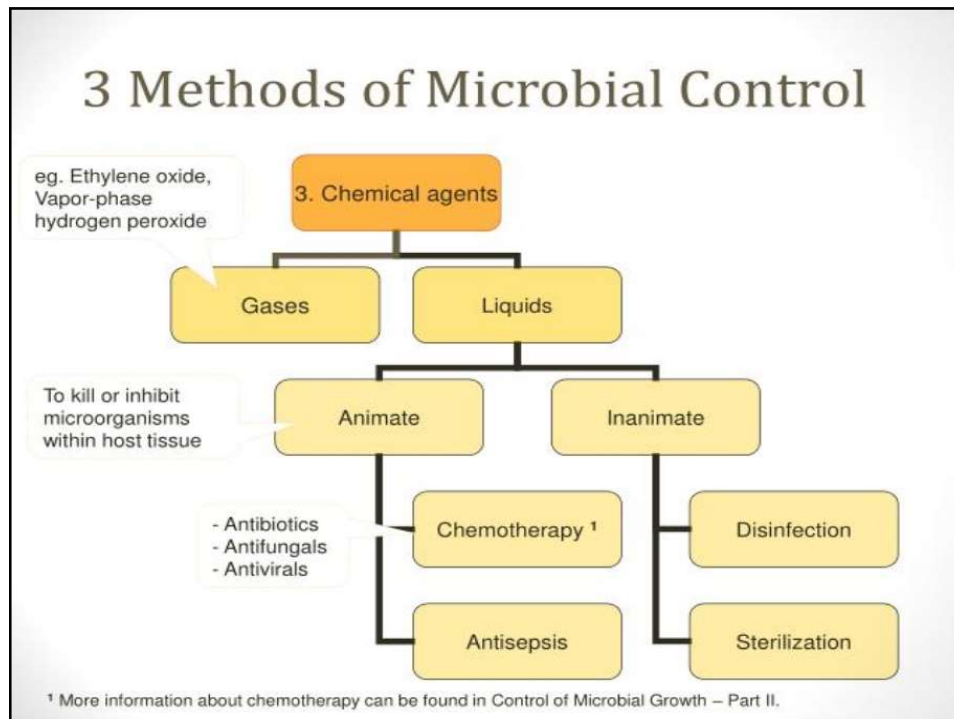 3 Methods of Microbial Control
eg. Ethylene oxide,
Vapor-phase
hydrogen peroxide
3. Chemical agents
Gases
Liquids
To kill or inhibit
microorganisms
within host tissue
Animate
Inanimate
- Antibiotics
- Antifungals
- Antivirals
Chemotherapy ¹
Disinfection
Antisepsis
Sterilization
¹ More information about chemotherapy can be found in Control of Microbial Growth – Part II.